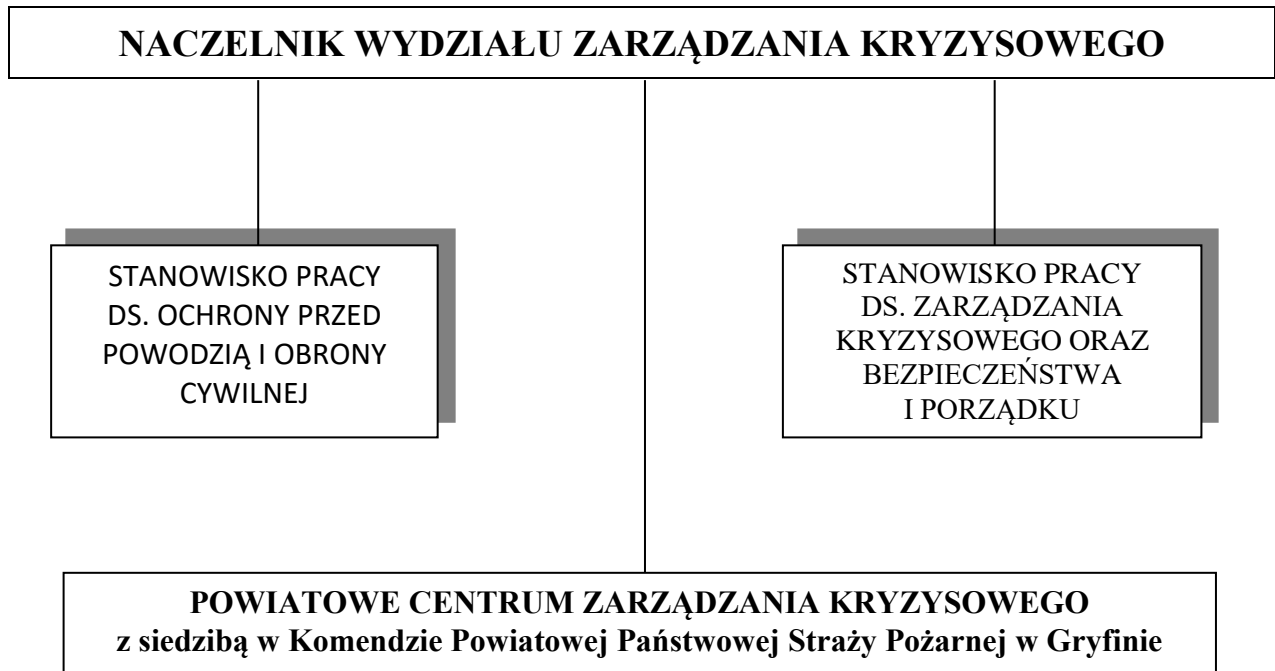 NACZELNIK WYDZIAŁU ZARZĄDZANIA KRYZYSOWEGO
STANOWISKO PRACY
DS. OCHRONY PRZED
POWODZIĄ I OBRONY
CYWILNEJ
STANOWISKO PRACY
DS. ZARZĄDZANIA
KRYZYSOWEGO ORAZ
BEZPIECZEŃSTWA
I PORZĄDKU
POWIATOWE CENTRUM ZARZĄDZANIA KRYZYSOWEGO
z siedzibą w Komendzie Powiatowej Państwowej Straży Pożarnej w Gryfinie